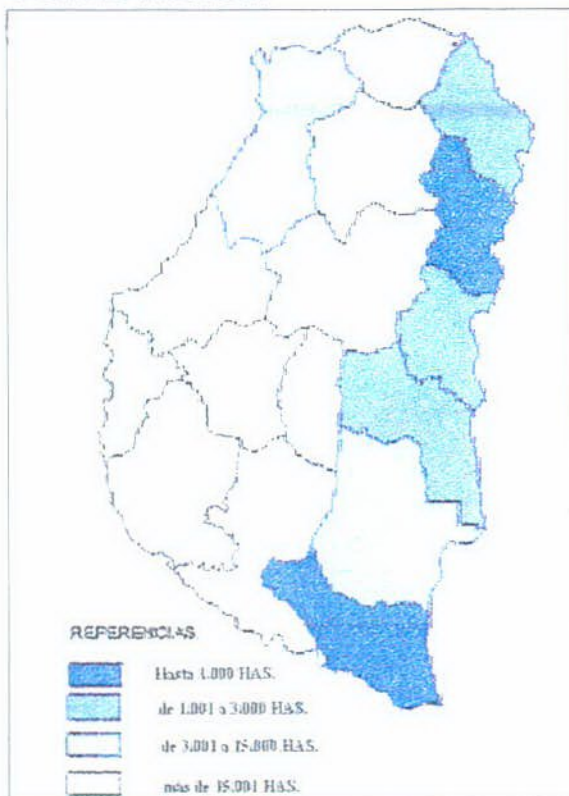 REFERENCIAS
Hasta 1.000 HAS.
de 1.001 a 3.000 HAS.
de 3.001 a 15.000 HAS.
más de 15.001 HAS.